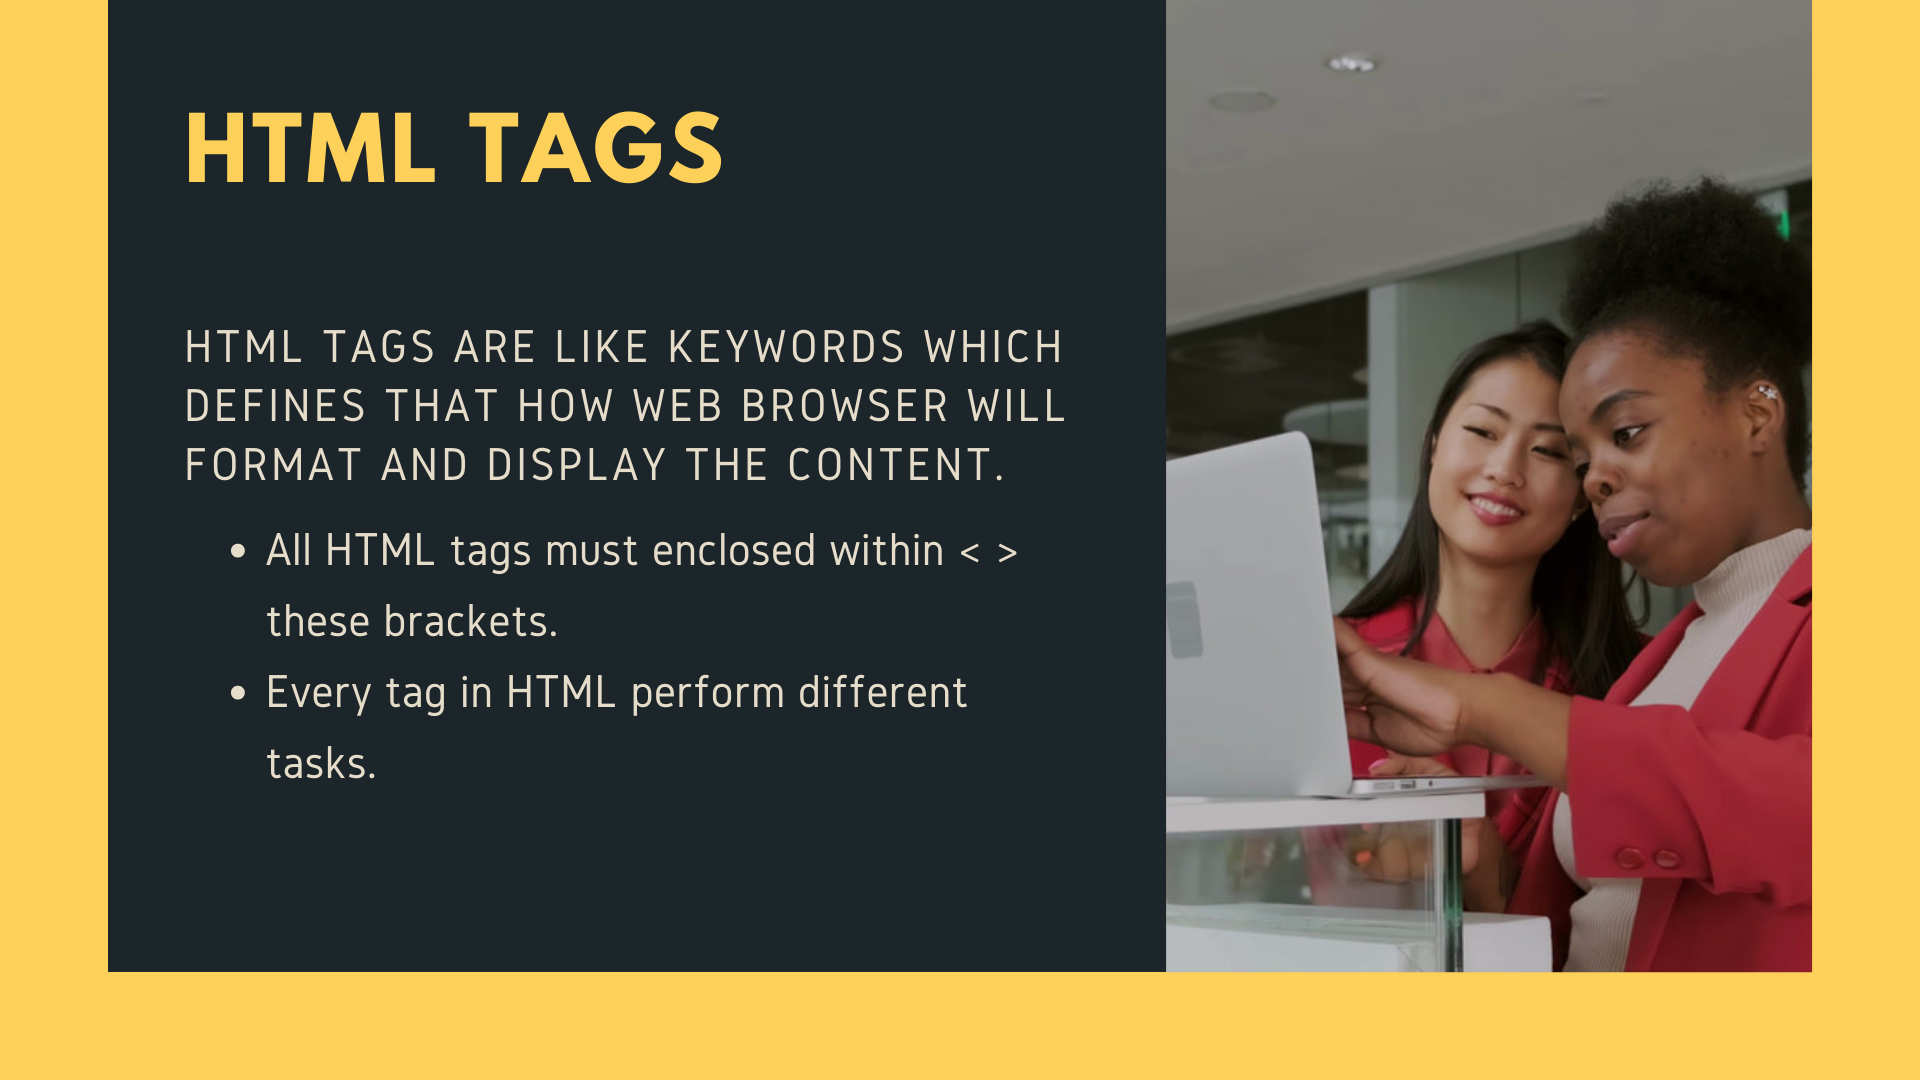 HTML TAGS
HTML TAGS ARE LIKE KEYWORDS WHICH
DEFINES THAT HOW WEB BROWSER WILL
FORMAT AND DISPLAY THE CONTENT.
• All HTML tags must enclosed within < >
these brackets.
• Every tag in HTML perform different
tasks.